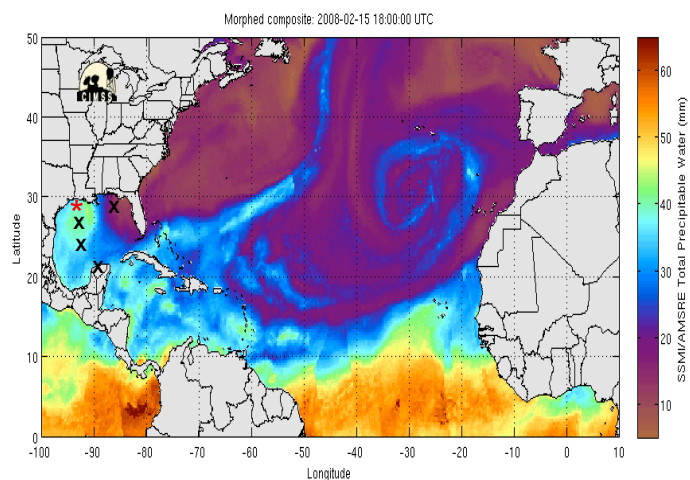 Morphed composite: 2008-02-15 18:00:00 UTC
50
40
30
20
10
0
Latitude
-100 -90 -80 -70 -60 -50 -40 -30 -20 -10 0 10
Longitude
CIMSS
*
X
X
X
X
60
50
40
30
20
10
SSMI/AMSRE Total Precipitable Water (mm)